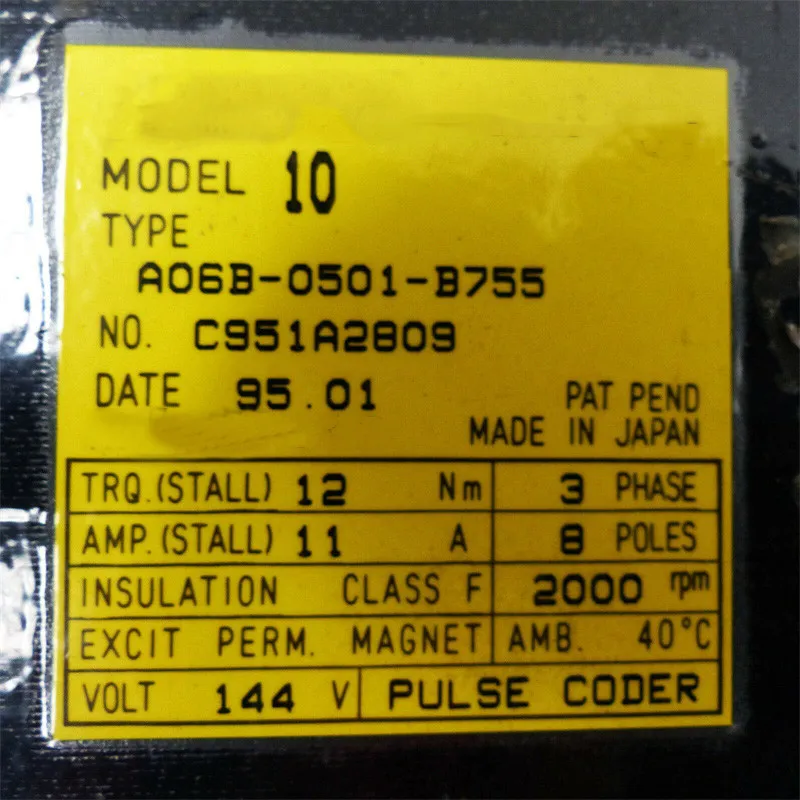 MODEL 10
TYPE
A06B-0501-B755
NO. C951A2809
DATE 95.01
PAT PEND
MADE IN JAPAN
TRQ.(STALL) 12 Nm 3 PHASE
AMP.(STALL) 11 A 8 POLES
INSULATION CLASS F 2000 rpm
EXCIT PERM. MAGNET AMB. 40°C
VOLT 144 V PULSE CODER